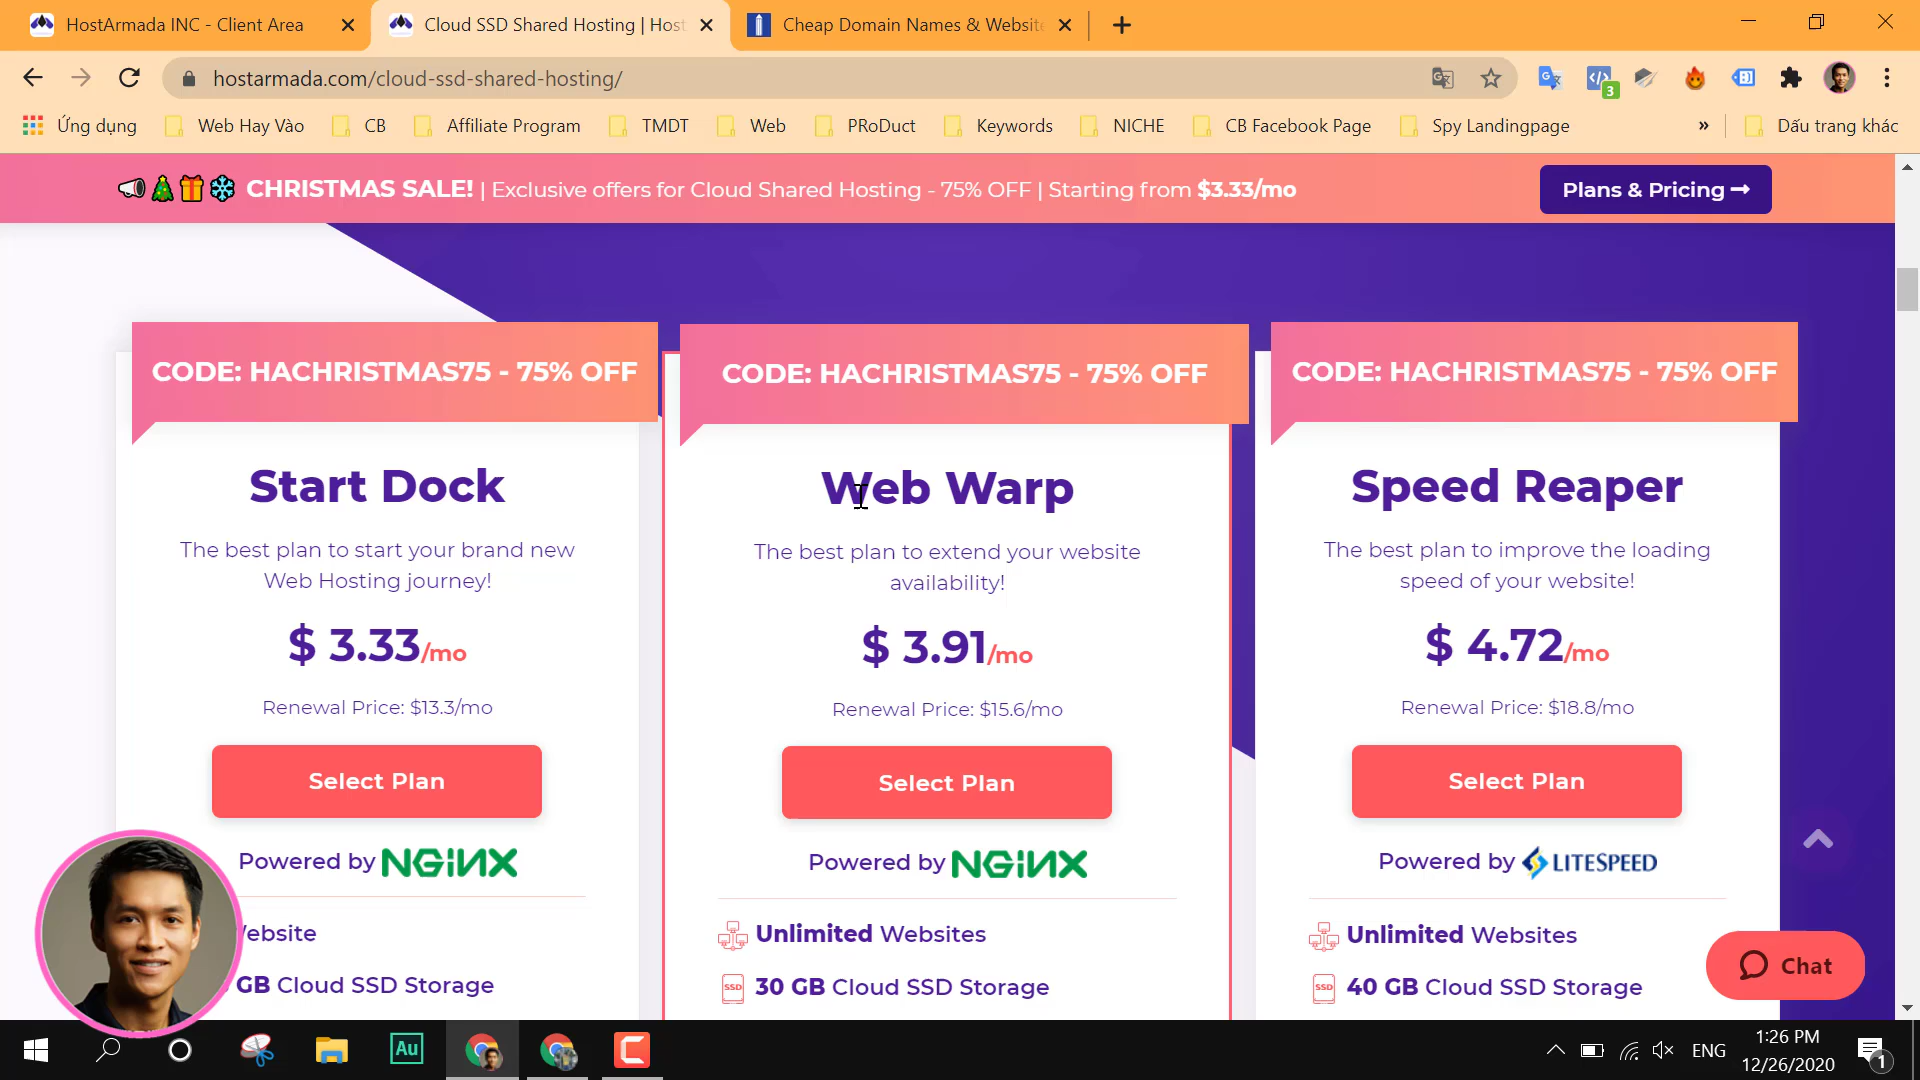 HostArmada INC - Client Area
Cloud SSD Shared Hosting | Host
Cheap Domain Names & Website
hostarmada.com/cloud-ssd-shared-hosting/
3
Ứng dụng
Web Hay Vào
CB
Affiliate Program
TMDT
Web
PRoDuct
Keywords
NICHE
CB Facebook Page
Spy Landingpage
»
Dấu trang khác
CHRISTMAS SALE! | Exclusive offers for Cloud Shared Hosting - 75% OFF | Starting from $3.33/mo
Plans & Pricing →
CODE: HACHRISTMAS75 - 75% OFF
Start Dock
The best plan to start your brand new
Web Hosting journey!
$ 3.33/mo
Renewal Price: $13.3/mo
Select Plan
Powered by NGINX
ebsite
GB Cloud SSD Storage
CODE: HACHRISTMAS75 - 75% OFF
Web Warp
The best plan to extend your website
availability!
$ 3.91/mo
Renewal Price: $15.6/mo
Select Plan
Powered by NGINX
Unlimited Websites
SSD
30 GB Cloud SSD Storage
CODE: HACHRISTMAS75 - 75% OFF
Speed Reaper
The best plan to improve the loading
speed of your website!
$ 4.72/mo
Renewal Price: $18.8/mo
Select Plan
Powered by LITESPEED
Unlimited Websites
SSD
40 GB Cloud SSD Storage
Chat
Au
ENG
1:26 PM
12/26/2020
1